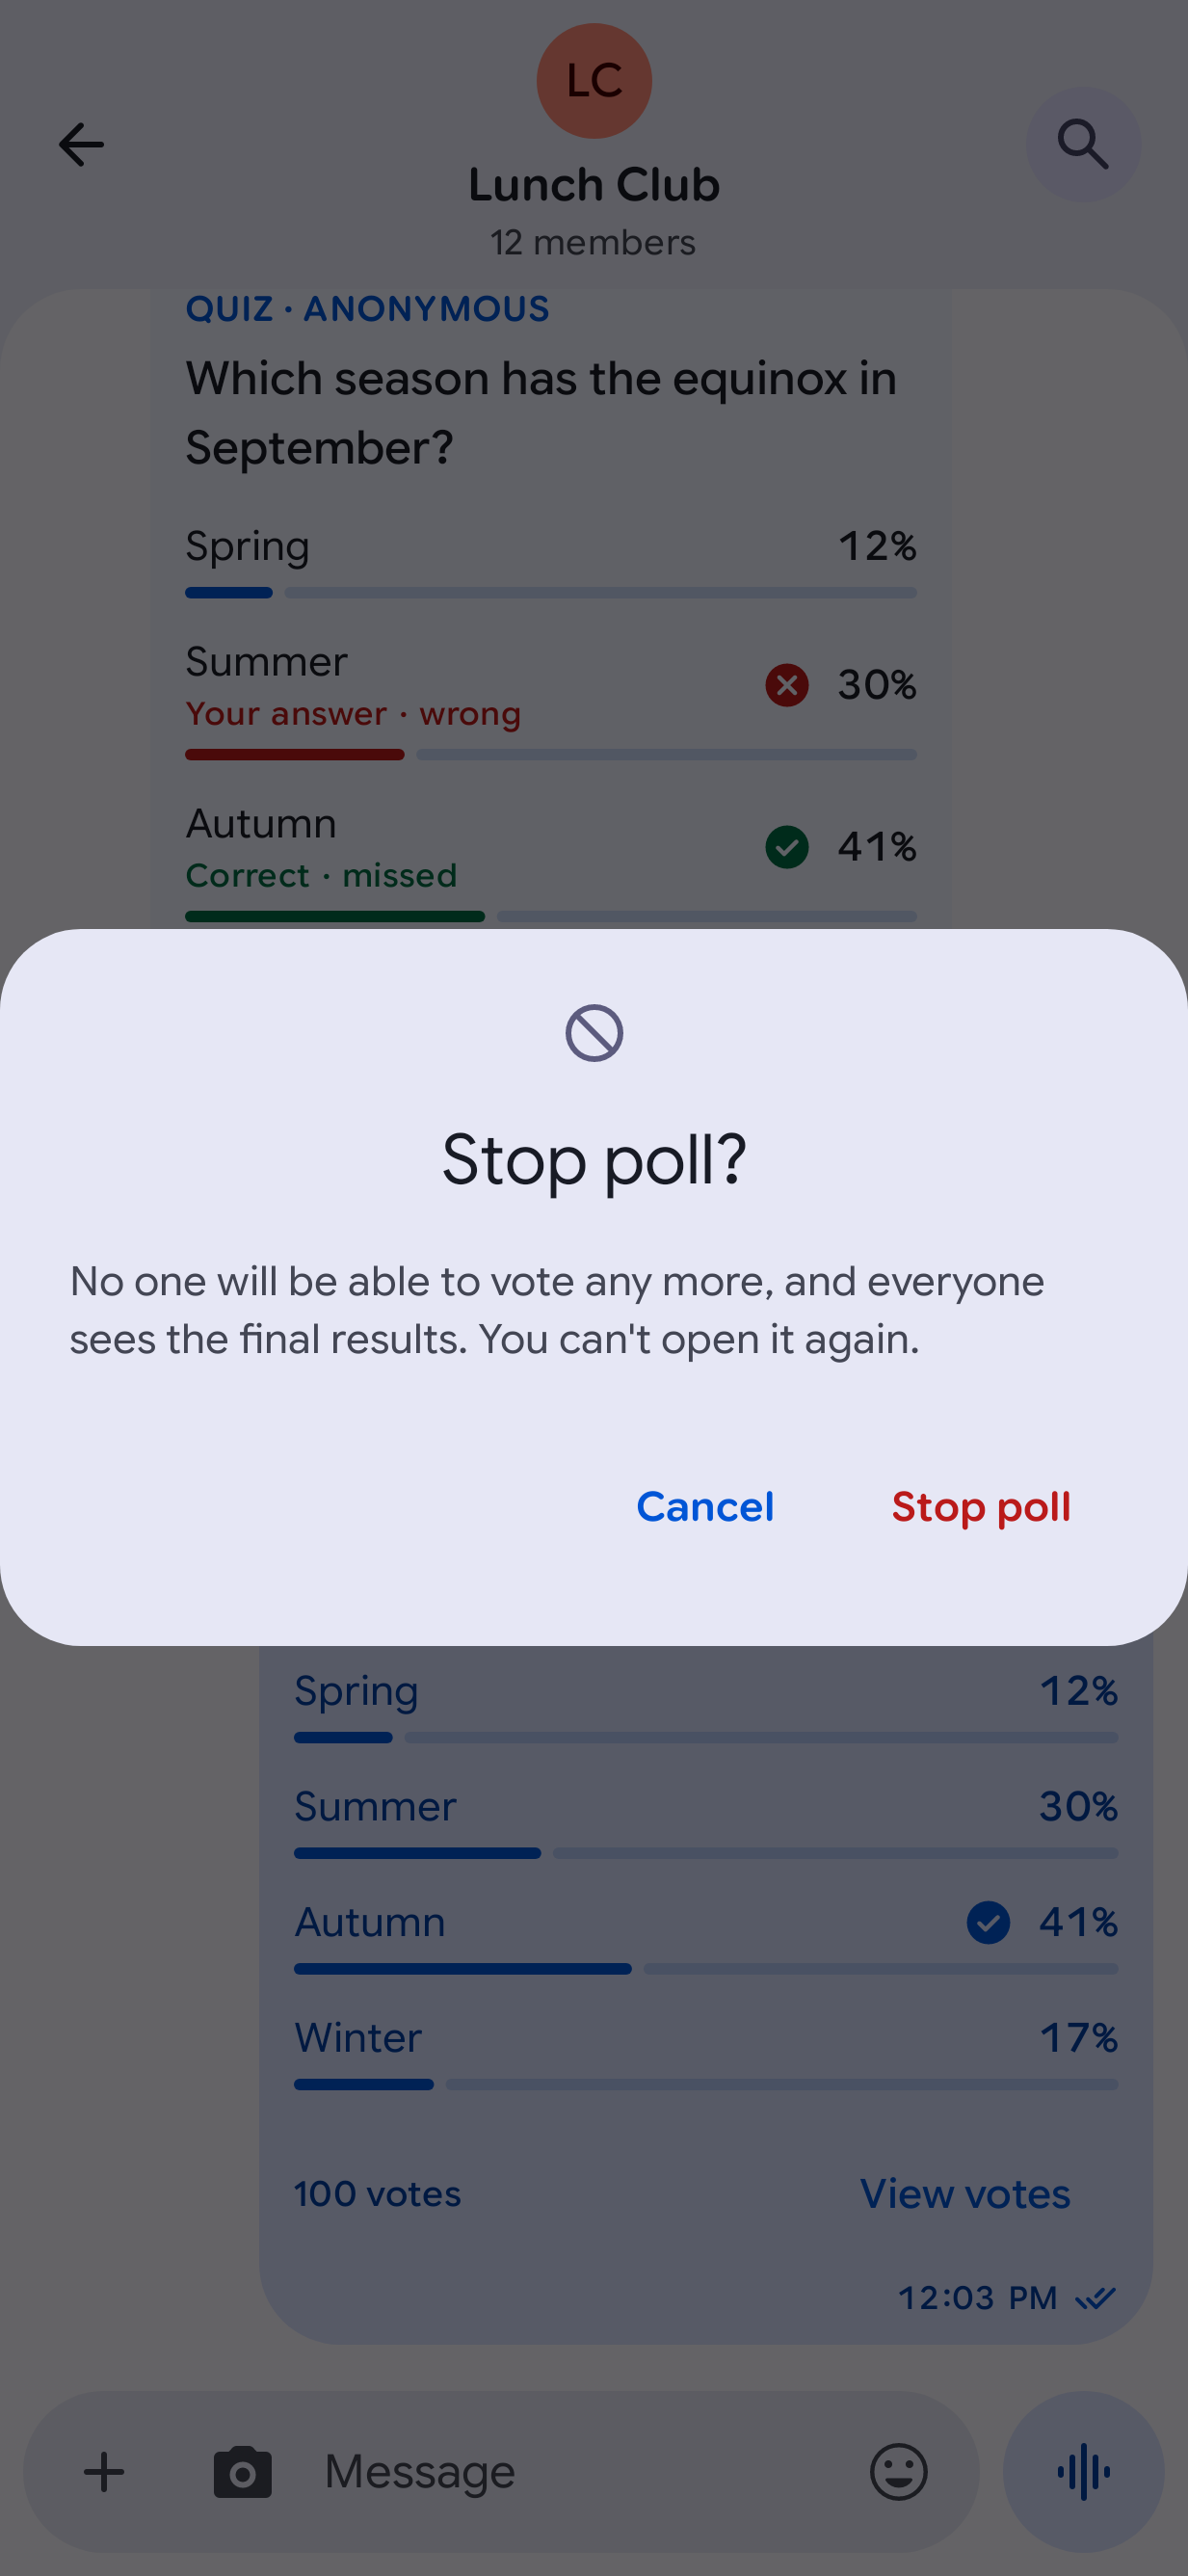 LC
Lunch Club
12 members
QUIZ · ANONYMOUS
Which season has the equinox in
September?
Spring 12%
Summer 30%
Your answer · wrong
Autumn 41%
Correct · missed
Stop poll?
No one will be able to vote any more, and everyone
sees the final results. You can't open it again.
Cancel Stop poll
Spring 12%
Summer 30%
Autumn 41%
Winter 17%
100 votes View votes
12:03 PM
Message